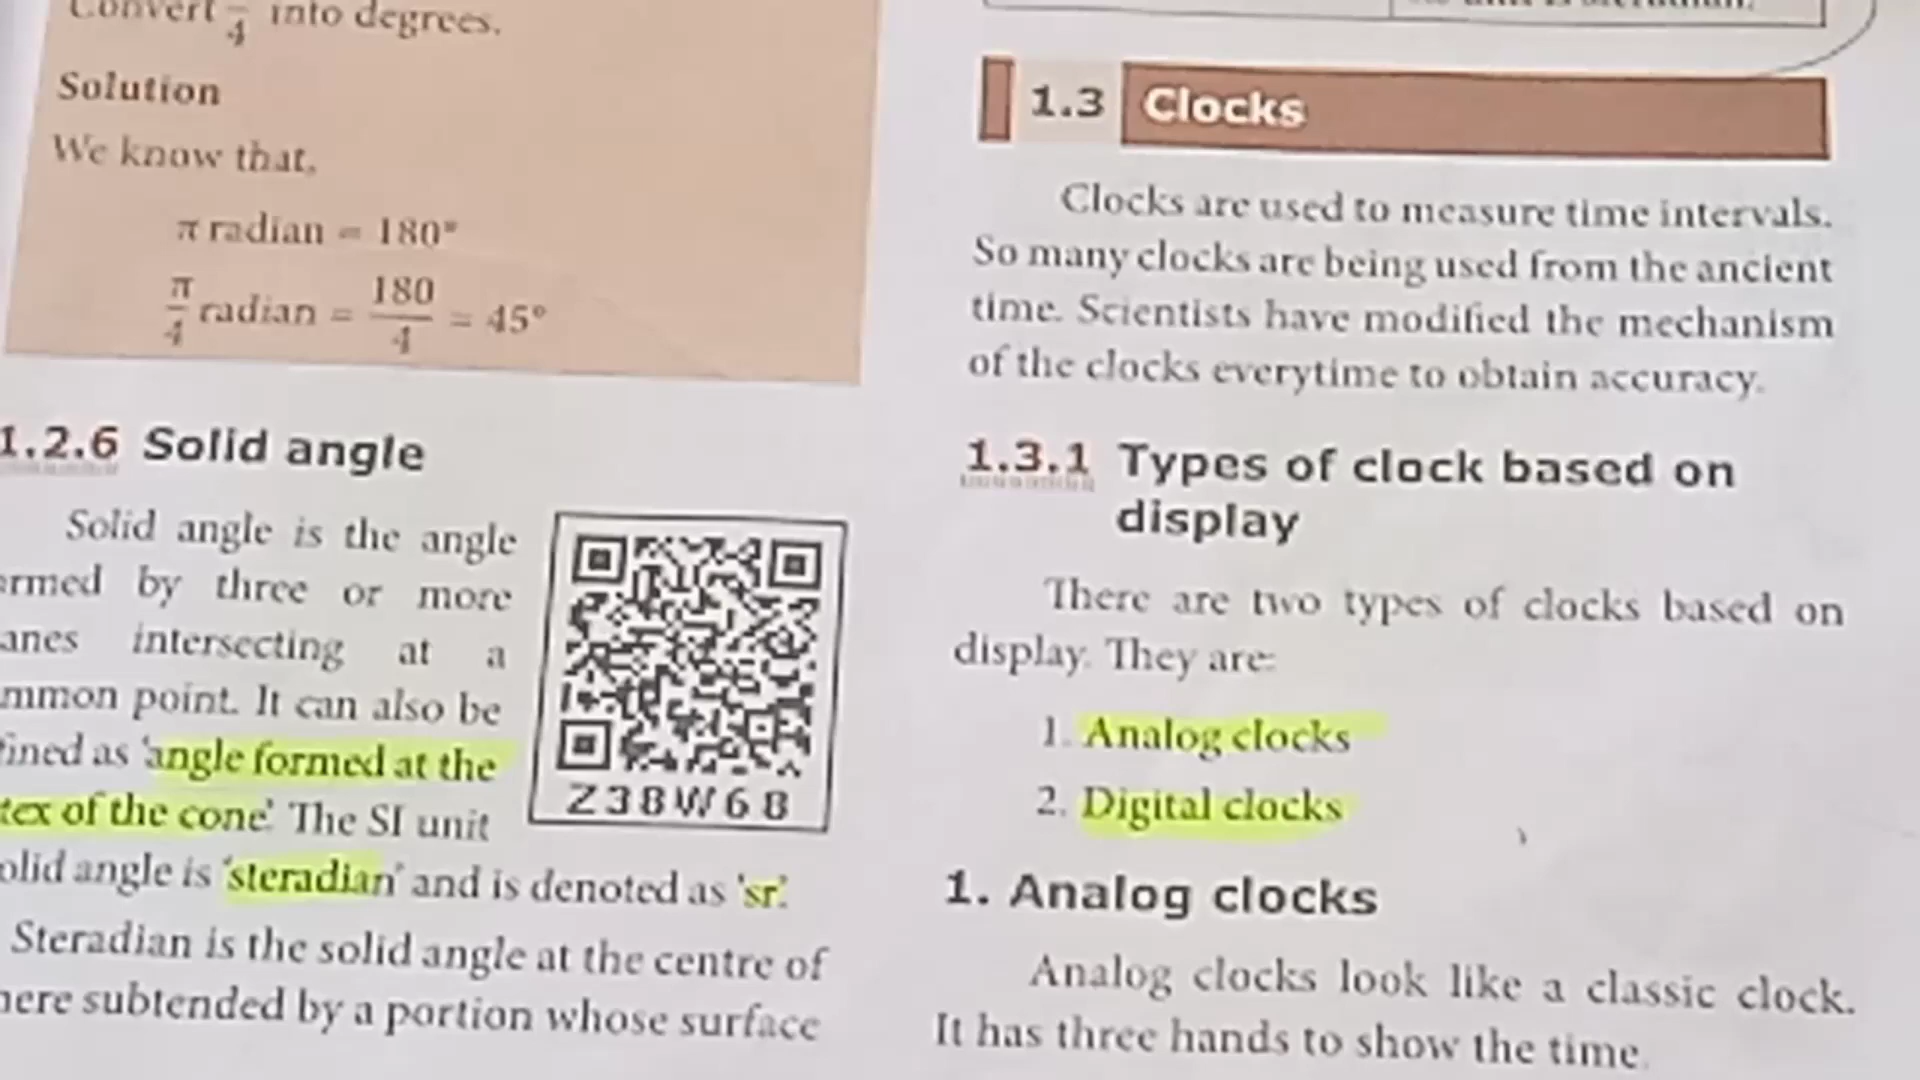 Convert π/4 into degrees.
Solution
We know that,
π radian = 180°
π/4 radian = 180/4 = 45°
1.2.6 Solid angle
Solid angle is the angle
by three or more
intersecting at a
point. It can also be
as 'angle formed at the
of the cone'. The SI unit
angle is 'steradian' and is denoted as 'sr'.
Steradian is the solid angle at the centre of
subtended by a portion whose surface
Z38W68
1.3 Clocks
Clocks are used to measure time intervals.
So many clocks are being used from the ancient
time. Scientists have modified the mechanism
of the clocks everytime to obtain accuracy.
1.3.1 Types of clock based on
display
There are two types of clocks based on
display. They are:
1. Analog clocks
2. Digital clocks
1. Analog clocks
Analog clocks look like a classic clock.
It has three hands to show the time.